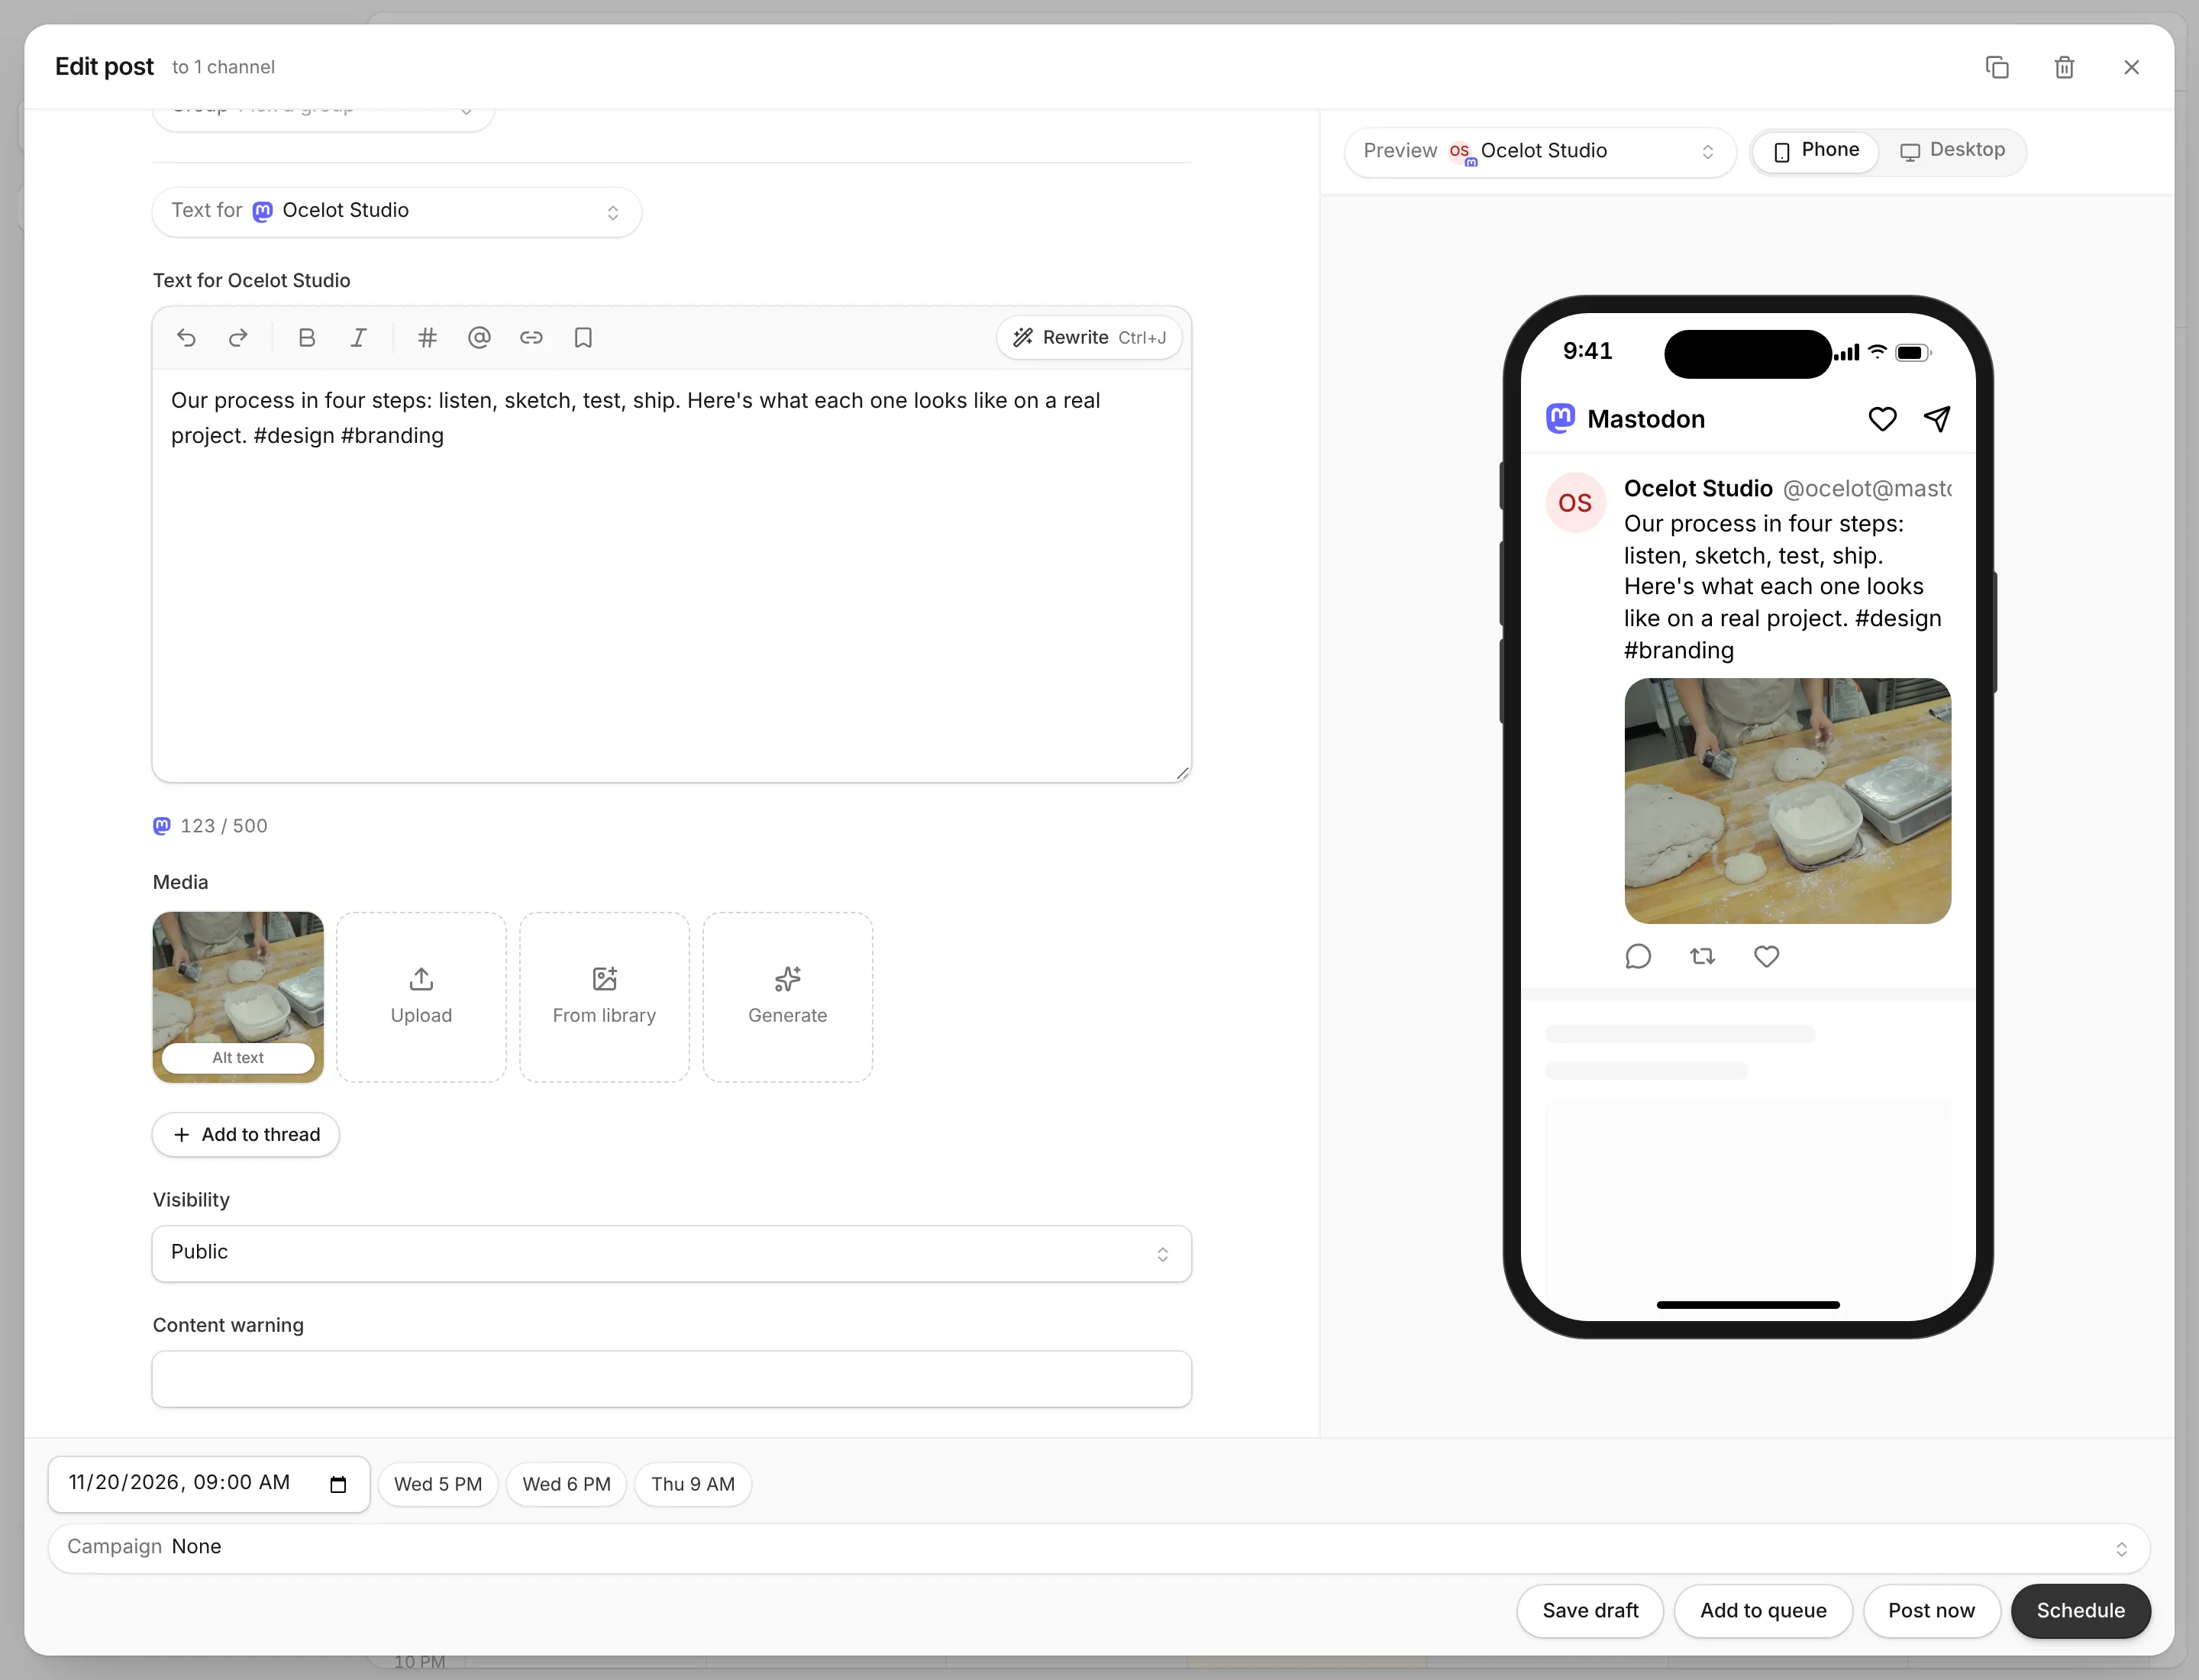 Edit post to 1 channel
Group Pick a group
Preview OS Ocelot Studio
Phone
Desktop
Text for Ocelot Studio
Text for Ocelot Studio
Rewrite Ctrl+J
Our process in four steps: listen, sketch, test, ship. Here's what each one looks like on a real
project. #design #branding
123 / 500
Media
Alt text
Upload
From library
Generate
Add to thread
Visibility
Public
Content warning
9:41
Mastodon
OS
Ocelot Studio @ocelot@masto
Our process in four steps:
listen, sketch, test, ship.
Here's what each one looks
like on a real project. #design
#branding
11/20/2026, 09:00 AM
Wed 5 PM
Wed 6 PM
Thu 9 AM
Campaign None
Save draft
Add to queue
Post now
Schedule
10 PM